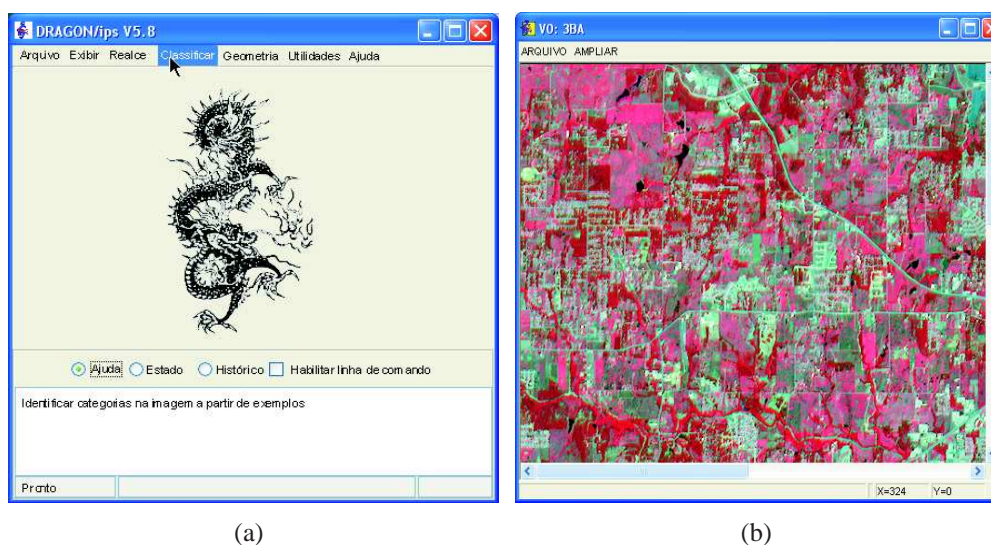 DRAGON/ips V5.8
Arquivo Exibir Realce Classificar Geometria Utilidades Ajuda
Ajuda Estado Histórico Habilitar linha de comando
Identificar categorias na imagem a partir de exemplos
Pronto
(a)
V0: 3BA
ARQUIVO AMPLIAR
X=324 Y=0
(b)